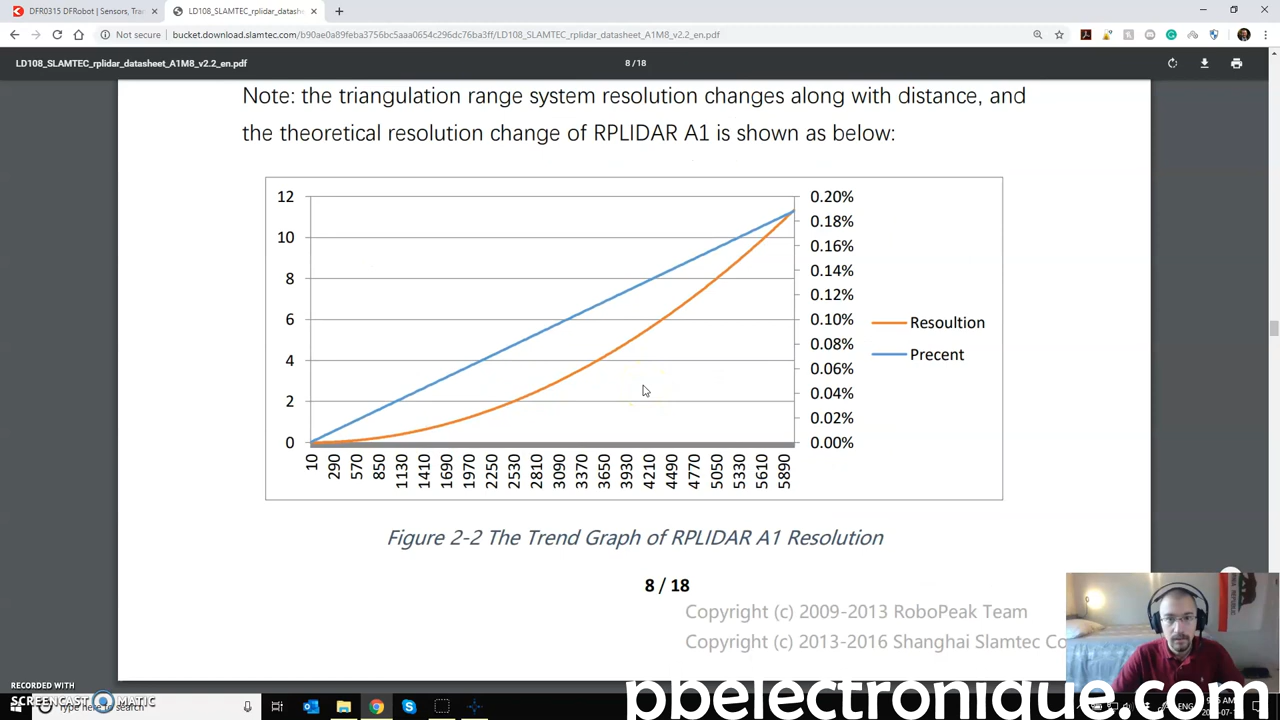 DFR0315 DFRobot | Sensors, Tra
LD108_SLAMTEC_rplidar_datashe
Not secure
bucket.download.slamtec.com/b90ae0a89feba3756bc5aaa0654c296dc76ba3ff/LD108_SLAMTEC_rplidar_datasheet_A1M8_v2.2_en.pdf
LD108_SLAMTEC_rplidar_datasheet_A1M8_v2.2_en.pdf
8 / 18
Note: the triangulation range system resolution changes along with distance, and
the theoretical resolution change of RPLIDAR A1 is shown as below:
12
10
8
6
4
2
0
0.20%
0.18%
0.16%
0.14%
0.12%
0.10%
0.08%
0.06%
0.04%
0.02%
0.00%
Resoultion
Precent
10 290 570 850 1130 1410 1690 1970 2250 2530 2810 3090 3370 3650 3930 4210 4490 4770 5050 5330 5610 5890
Figure 2-2 The Trend Graph of RPLIDAR A1 Resolution
8 / 18
Copyright (c) 2009-2013 RoboPeak Team
Copyright (c) 2013-2016 Shanghai Slamtec Co
RECORDED WITH
SCREENCAST MATIC
pbelectronique.com